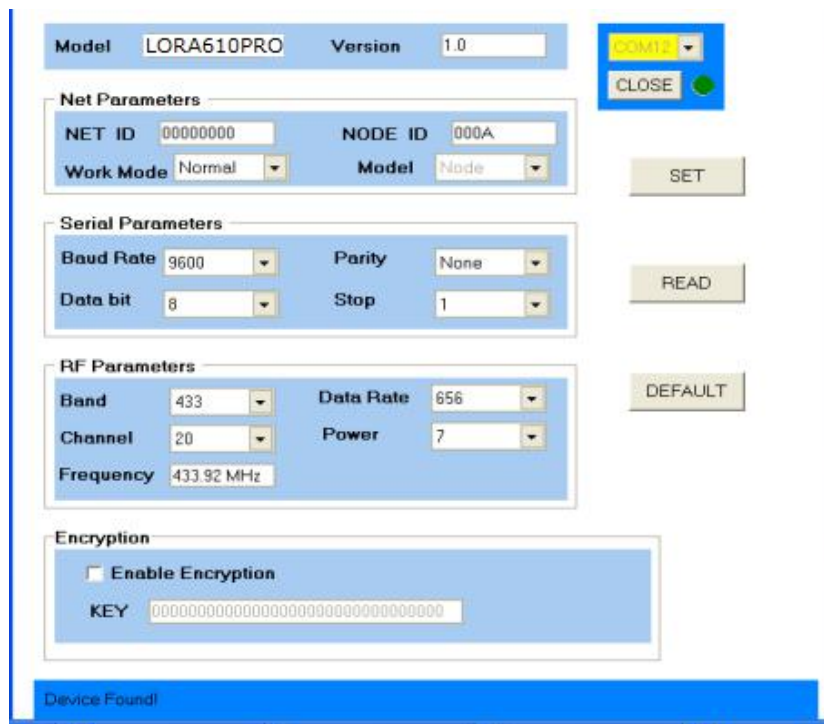 Model LORA610PRO Version 1.0
COM12
CLOSE
Net Parameters
NET ID 00000000 NODE ID 000A
Work Mode Normal Model Node
SET
Serial Parameters
Baud Rate 9600 Parity None
Data bit 8 Stop 1
READ
RF Parameters
Band 433 Data Rate 656
Channel 20 Power 7
Frequency 433.92 MHz
DEFAULT
Encryption
Enable Encryption
KEY 00000000000000000000000000000000
Device Found!